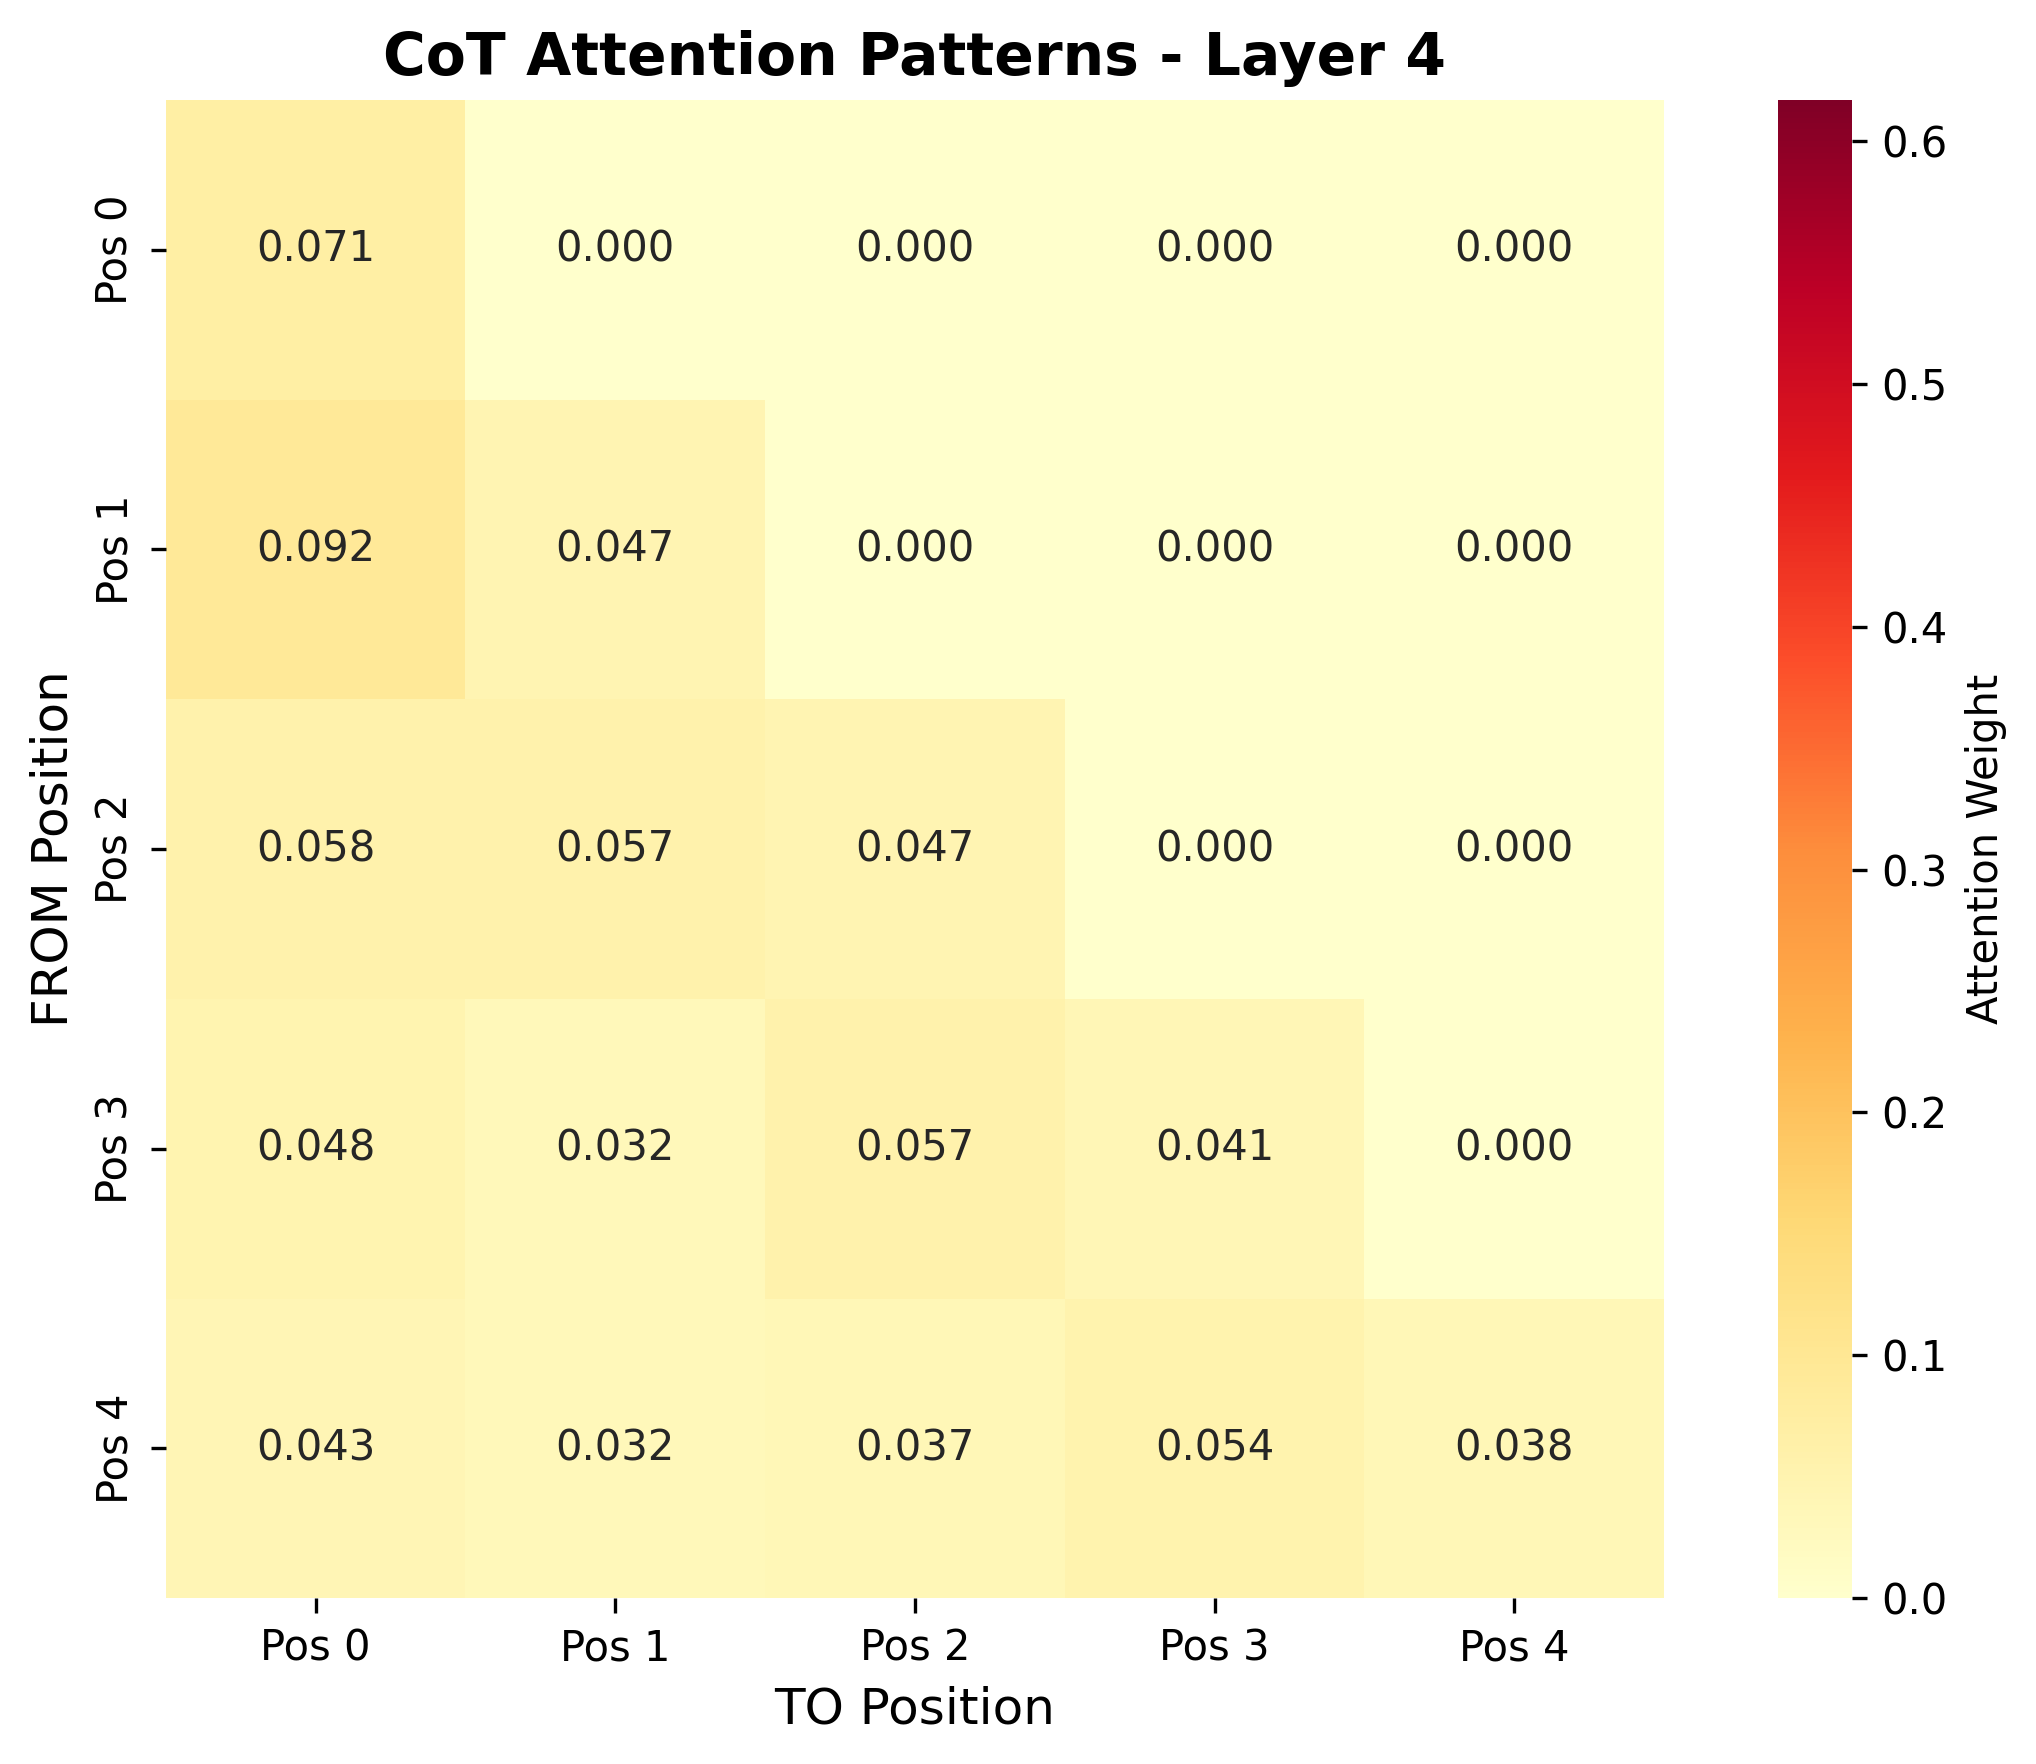 CoT Attention Patterns - Layer 4
FROM Position
Pos 0
0.071 0.000 0.000 0.000 0.000
Pos 1
0.092 0.047 0.000 0.000 0.000
Pos 2
0.058 0.057 0.047 0.000 0.000
Pos 3
0.048 0.032 0.057 0.041 0.000
Pos 4
0.043 0.032 0.037 0.054 0.038
Pos 0 Pos 1 Pos 2 Pos 3 Pos 4
TO Position
0.6
0.5
0.4
0.3
0.2
0.1
0.0
Attention Weight